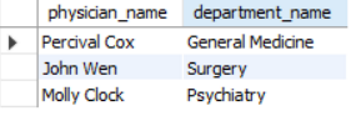 physician_name department_name
Percival Cox General Medicine
John Wen Surgery
Molly Clock Psychiatry